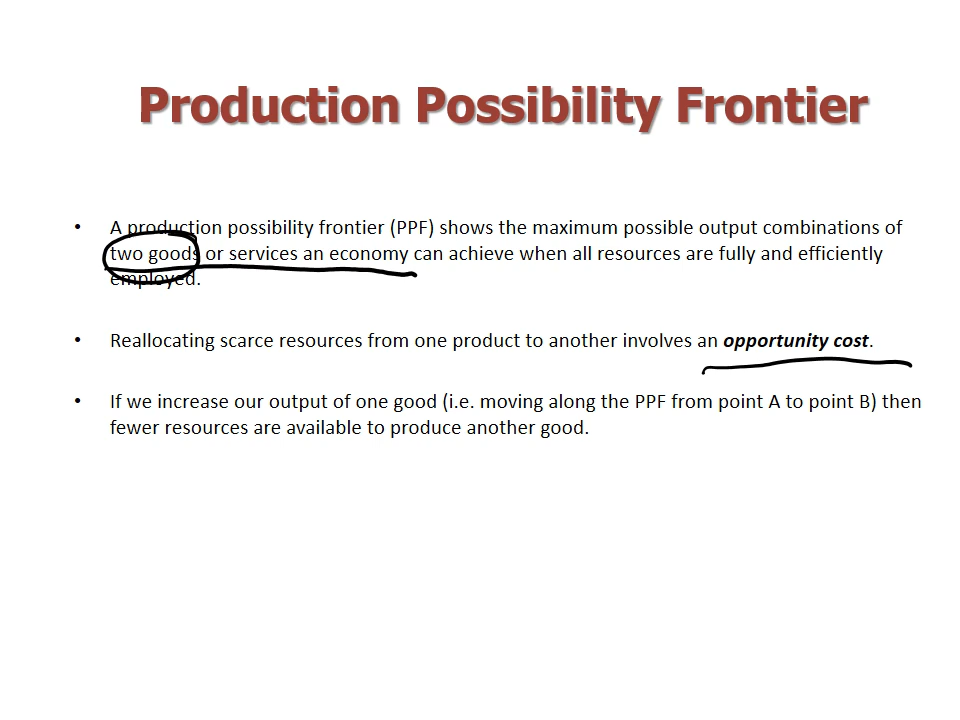 Production Possibility Frontier
• A production possibility frontier (PPF) shows the maximum possible output combinations of
two goods or services an economy can achieve when all resources are fully and efficiently
employed.
• Reallocating scarce resources from one product to another involves an opportunity cost.
• If we increase our output of one good (i.e. moving along the PPF from point A to point B) then
fewer resources are available to produce another good.